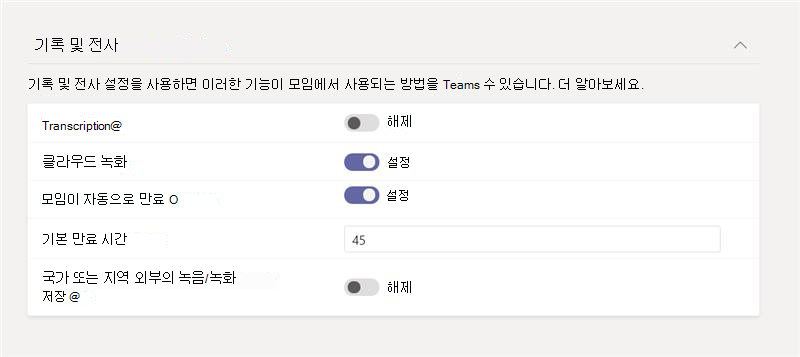 기록 및 전사
기록 및 전사 설정을 사용하면 이러한 기능이 모임에서 사용되는 방법을 Teams 수 있습니다. 더 알아보세요.
Transcription@ 해제
클라우드 녹화 설정
모임이 자동으로 만료 O 설정
기본 만료 시간 45
국가 또는 지역 외부의 녹음/녹화
저장 @ 해제